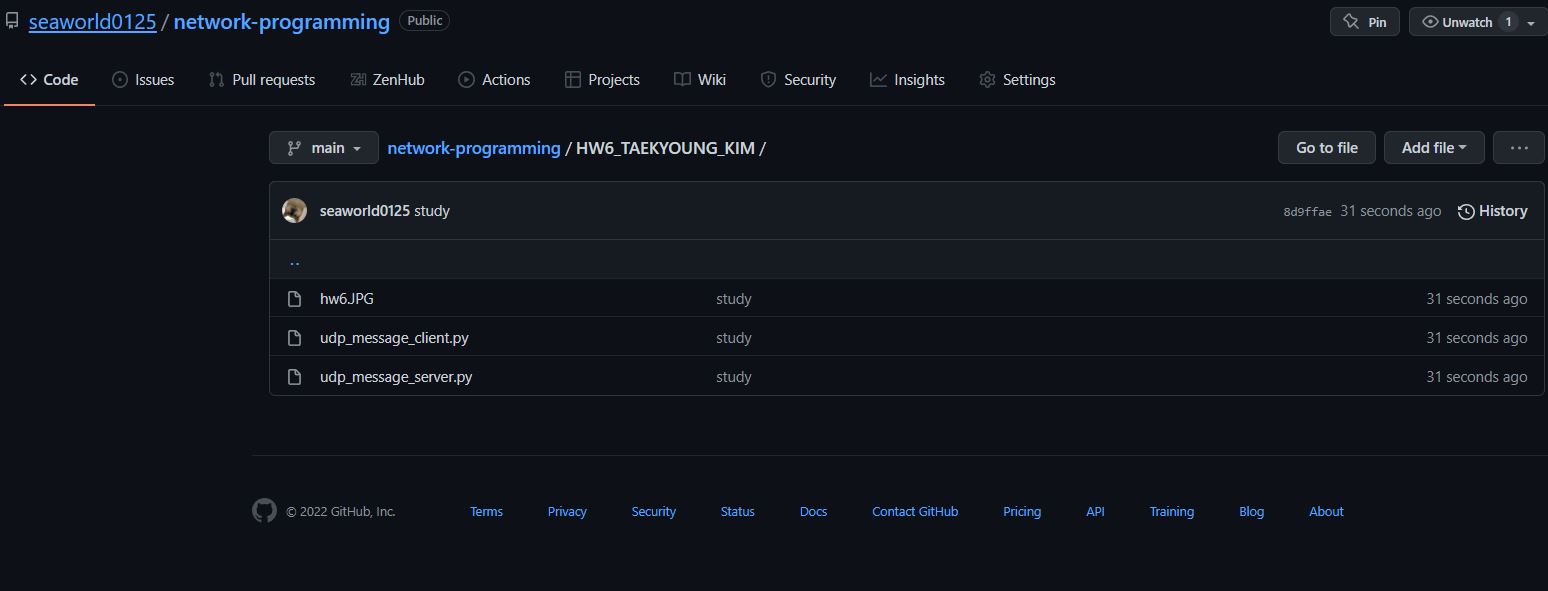 seaworld0125 / network-programming Public Pin Unwatch 1
Code Issues Pull requests ZenHub Actions Projects Wiki Security Insights Settings
main network-programming / HW6_TAEKYOUNG_KIM / Go to file Add file ...
seaworld0125 study 8d9ffae 31 seconds ago History
..
hw6.JPG study 31 seconds ago
udp_message_client.py study 31 seconds ago
udp_message_server.py study 31 seconds ago
© 2022 GitHub, Inc. Terms Privacy Security Status Docs Contact GitHub Pricing API Training Blog About